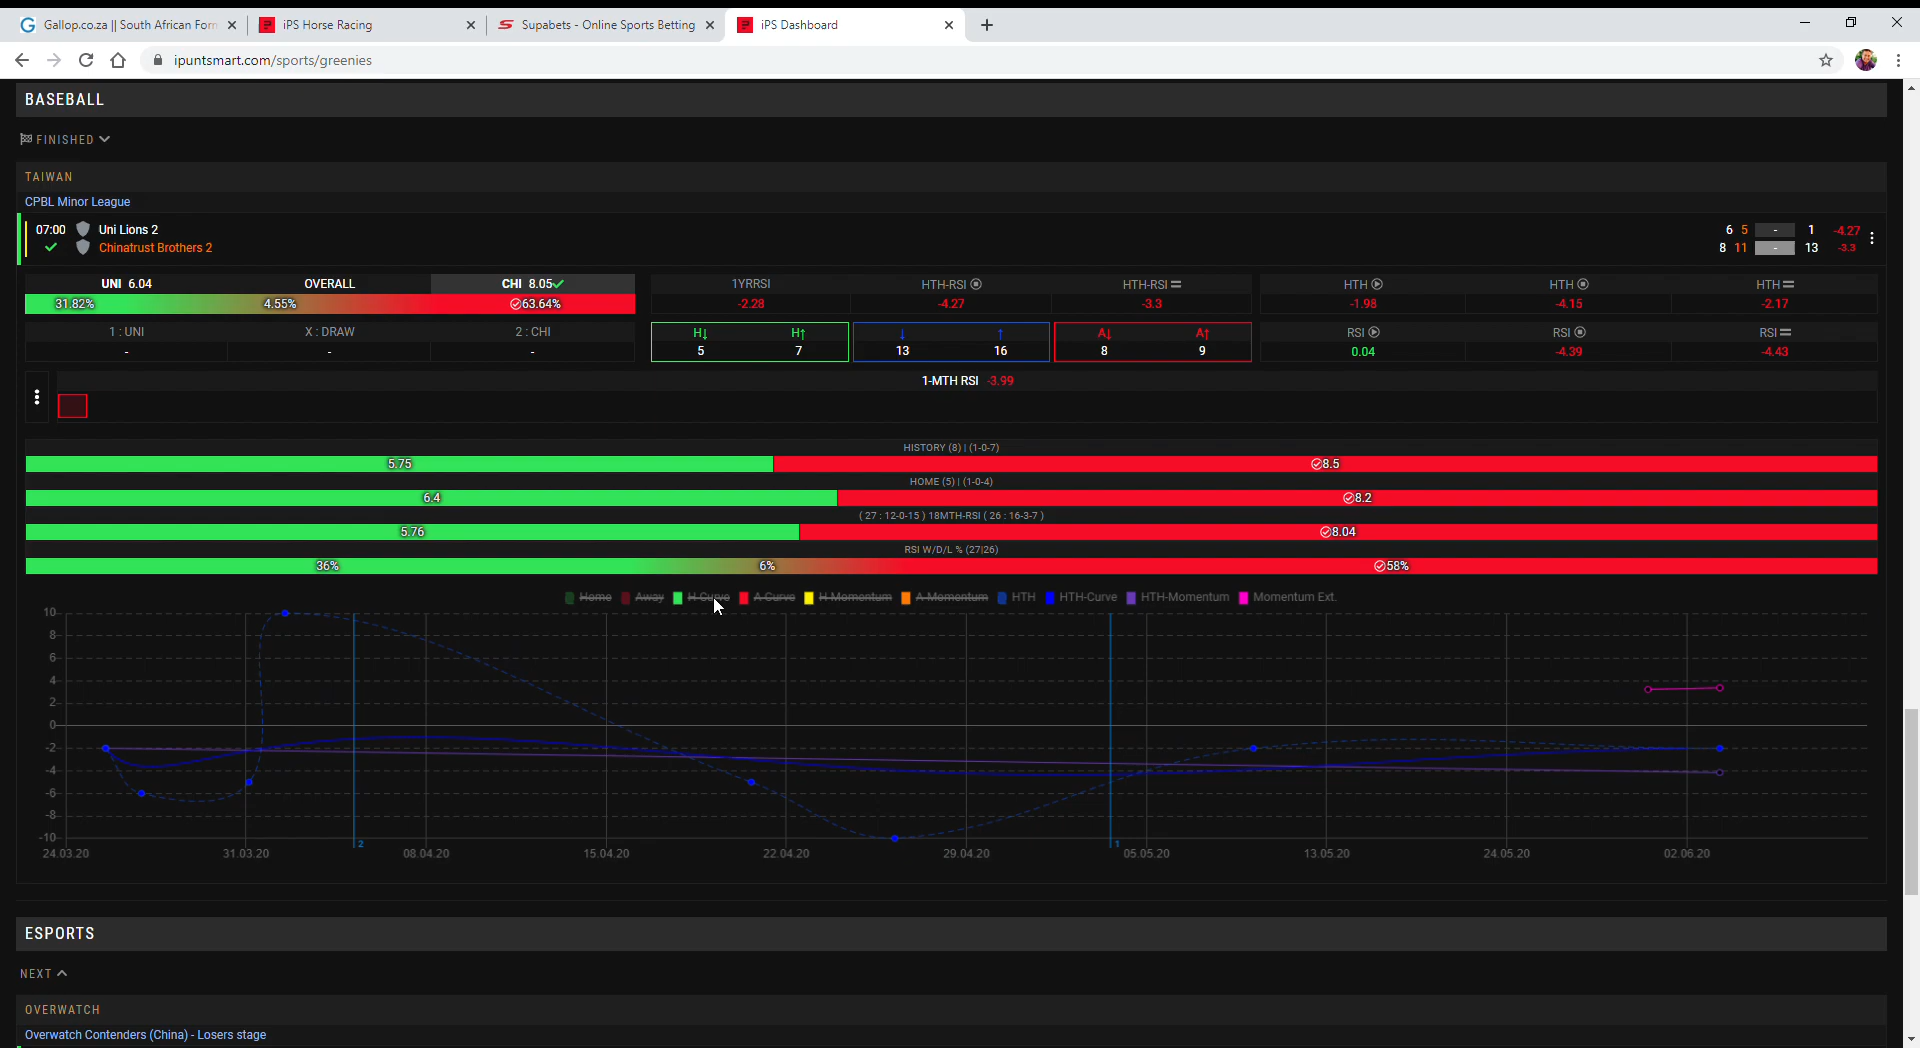 Gallop.co.za || South African Forn
iPS Horse Racing
Supabets - Online Sports Betting
iPS Dashboard
ipuntsmart.com/sports/greenies
BASEBALL
FINISHED
TAIWAN
CPBL Minor League
07:00 Uni Lions 2 6 5 - 1 -4.27
Chinatrust Brothers 2 8 11 - 13 -3.3
UNI 6.04 OVERALL CHI 8.05 1YRRSI HTH-RSI HTH-RSI HTH HTH HTH
31.82% 4.55% 63.64% -2.28 -4.27 -3.3 -1.98 -4.15 -2.17
1 : UNI X : DRAW 2 : CHI H↓ H↑ ↓ ↑ A↓ A↑ RSI RSI RSI
- - - 5 7 13 16 8 9 0.04 -4.39 -4.43
1-MTH RSI -3.99
HISTORY (8) | (1-0-7)
5.75 8.5
HOME (5) | (1-0-4)
6.4 8.2
( 27 : 12-0-15 ) 18MTH-RSI ( 26 : 16-3-7 )
5.76 8.04
RSI W/D/L % (27|26)
36% 6% 58%
Home Away H-Curve A-Curve H-Momentum A-Momentum HTH HTH-Curve HTH-Momentum Momentum Ext.
10
8
6
4
2
0
-2
-4
-6
-8
-10
2 1
24.03.20 31.03.20 08.04.20 15.04.20 22.04.20 29.04.20 05.05.20 13.05.20 24.05.20 02.06.20
ESPORTS
NEXT
OVERWATCH
Overwatch Contenders (China) - Losers stage